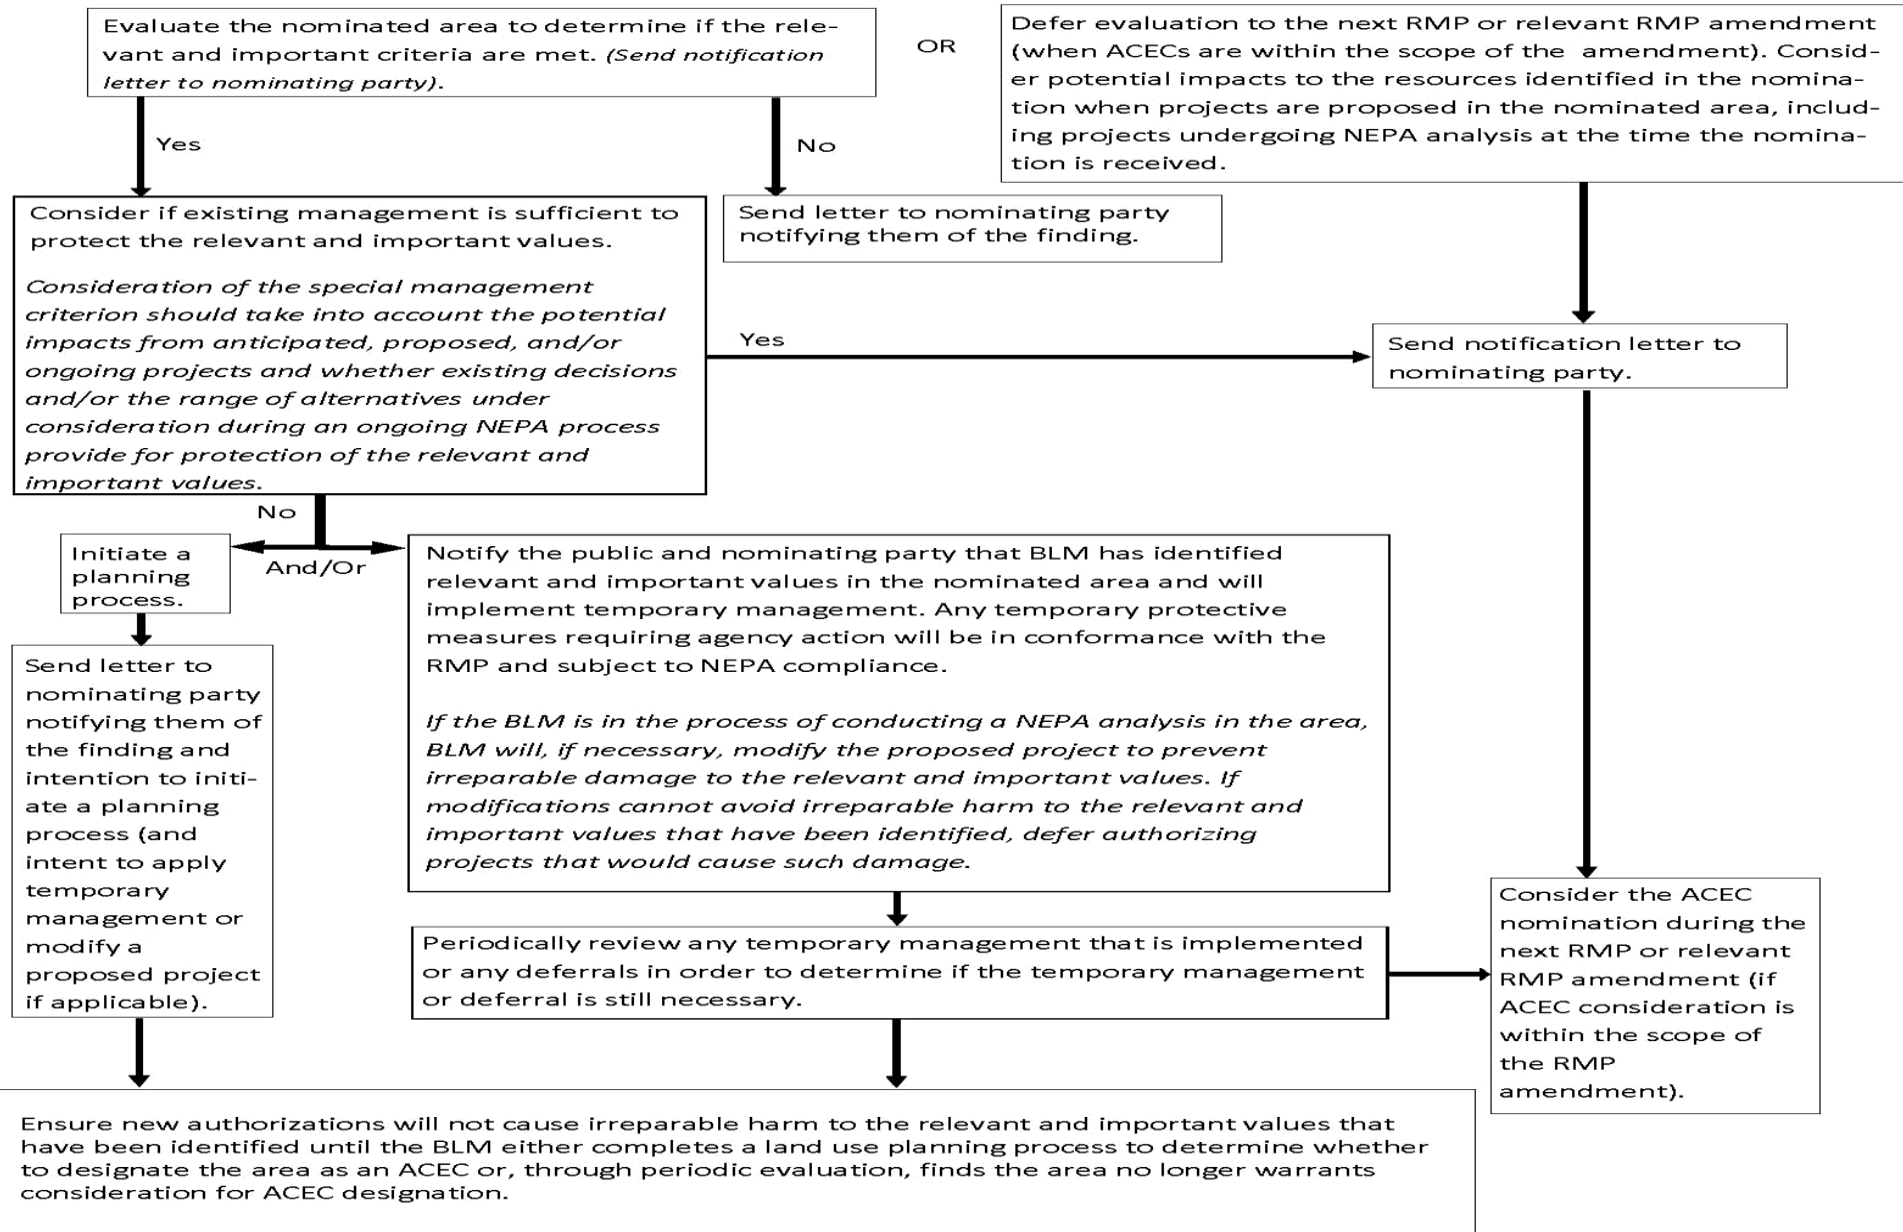 Evaluate the nominated area to determine if the rele-
vant and important criteria are met. (Send notification
letter to nominating party).
OR
Defer evaluation to the next RMP or relevant RMP amendment
(when ACECs are within the scope of the amendment). Consid-
er potential impacts to the resources identified in the nomina-
tion when projects are proposed in the nominated area, includ-
ing projects undergoing NEPA analysis at the time the nomina-
tion is received.
Yes
No
Consider if existing management is sufficient to
protect the relevant and important values.
Consideration of the special management
criterion should take into account the potential
impacts from anticipated, proposed, and/or
ongoing projects and whether existing decisions
and/or the range of alternatives under
consideration during an ongoing NEPA process
provide for protection of the relevant and
important values.
Send letter to nominating party
notifying them of the finding.
Yes
Send notification letter to
nominating party.
No
And/Or
Initiate a
planning
process.
Send letter to
nominating party
notifying them of
the finding and
intention to initi-
ate a planning
process (and
intent to apply
temporary
management or
modify a
proposed project
if applicable).
Notify the public and nominating party that BLM has identified
relevant and important values in the nominated area and will
implement temporary management. Any temporary protective
measures requiring agency action will be in conformance with the
RMP and subject to NEPA compliance.
If the BLM is in the process of conducting a NEPA analysis in the area,
BLM will, if necessary, modify the proposed project to prevent
irreparable damage to the relevant and important values. If
modifications cannot avoid irreparable harm to the relevant and
important values that have been identified, defer authorizing
projects that would cause such damage.
Periodically review any temporary management that is implemented
or any deferrals in order to determine if the temporary management
or deferral is still necessary.
Consider the ACEC
nomination during the
next RMP or relevant
RMP amendment (if
ACEC consideration is
within the scope of
the RMP
amendment).
Ensure new authorizations will not cause irreparable harm to the relevant and important values that
have been identified until the BLM either completes a land use planning process to determine whether
to designate the area as an ACEC or, through periodic evaluation, finds the area no longer warrants
consideration for ACEC designation.